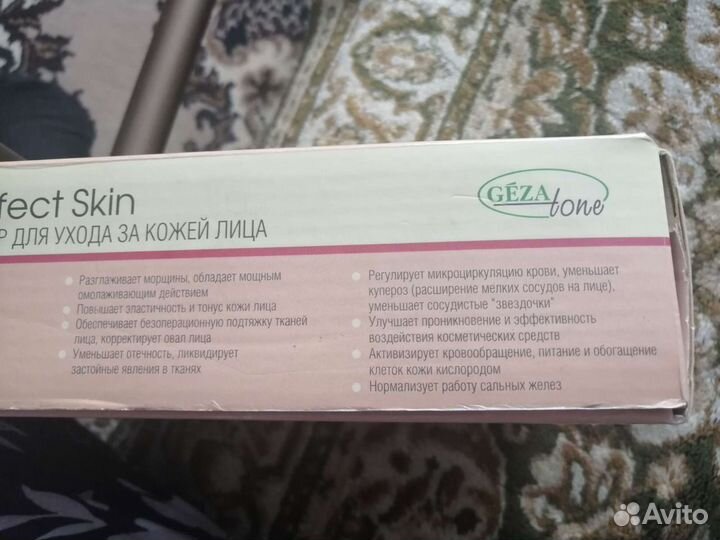 fect Skin
Р ДЛЯ УХОДА ЗА КОЖЕЙ ЛИЦА
GÉZA
tone
• Разглаживает морщины, обладает мощным
омолаживающим действием
• Повышает эластичность и тонус кожи лица
• Обеспечивает безоперационную подтяжку тканей
лица, корректирует овал лица
• Уменьшает отечность, ликвидирует
застойные явления в тканях
• Регулирует микроциркуляцию крови, уменьшает
купероз (расширение мелких сосудов на лице),
уменьшает сосудистые "звездочки"
• Улучшает проникновение и эффективность
воздействия косметических средств
• Активизирует кровообращение, питание и обогащение
клеток кожи кислородом
• Нормализует работу сальных желез
Avito